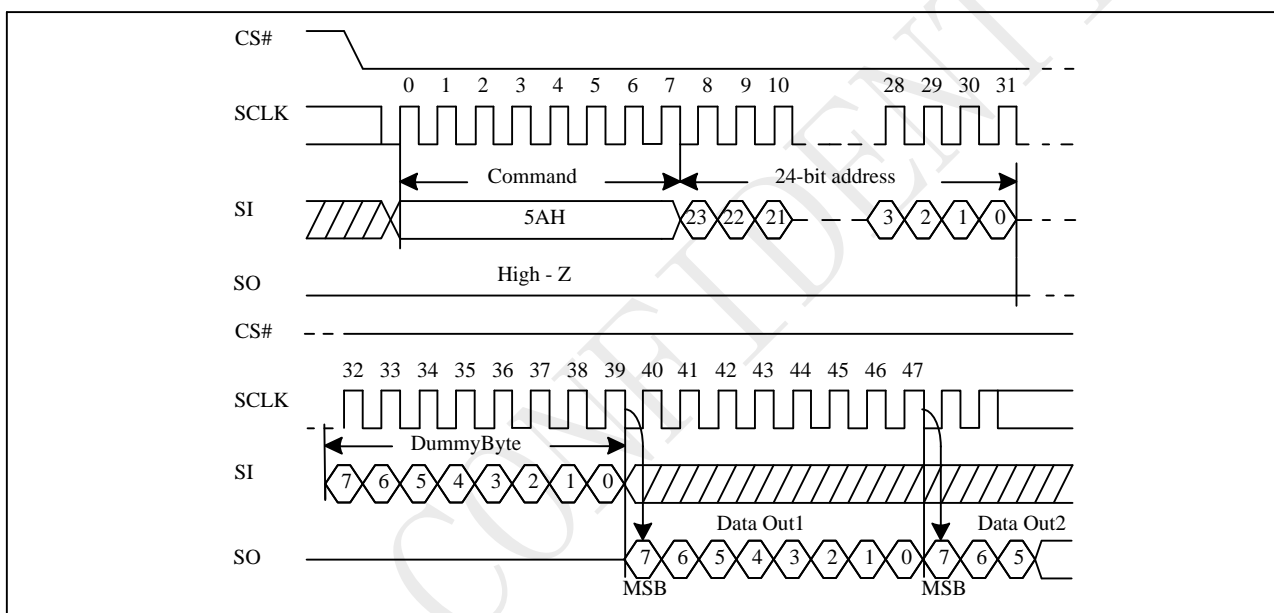 CS#
0 1 2 3 4 5 6 7 8 9 10 28 29 30 31
SCLK
Command 24-bit address
SI 5AH 23 22 21 3 2 1 0
High - Z
SO
CS#
32 33 34 35 36 37 38 39 40 41 42 43 44 45 46 47
SCLK
DummyByte
SI 7 6 5 4 3 2 1 0
Data Out1 Data Out2
SO 7 6 5 4 3 2 1 0 7 6 5
MSB MSB
CONFIDENT